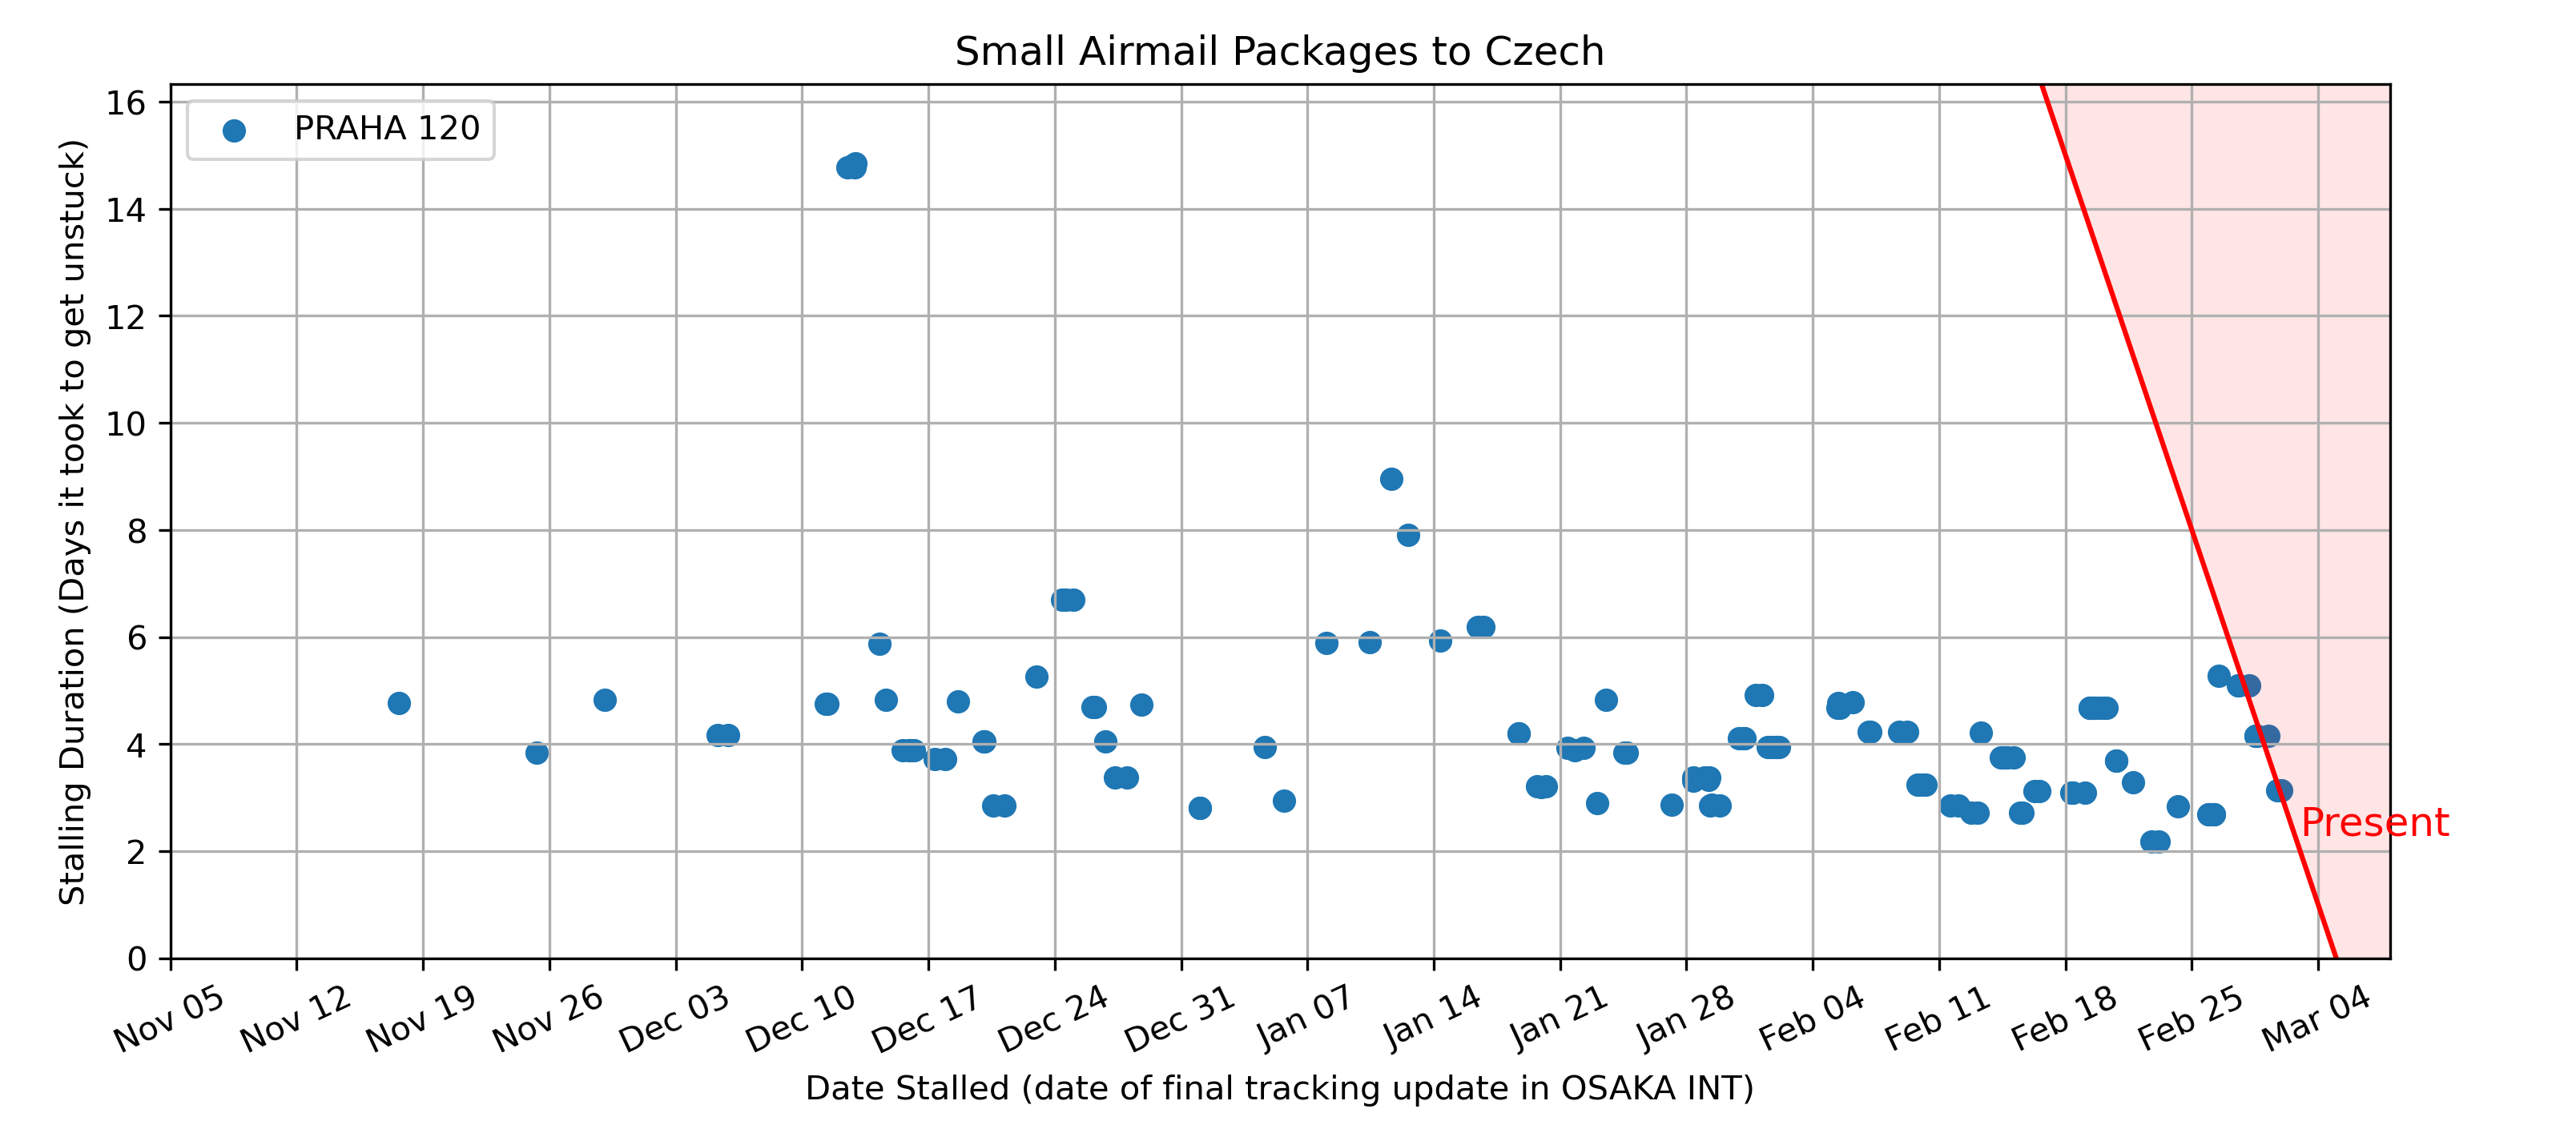 Small Airmail Packages to Czech
PRAHA 120
Stalling Duration (Days it took to get unstuck)
16
14
12
10
8
6
4
2
0
Present
Nov 05
Nov 12
Nov 19
Nov 26
Dec 03
Dec 10
Dec 17
Dec 24
Dec 31
Jan 07
Jan 14
Jan 21
Jan 28
Feb 04
Feb 11
Feb 18
Feb 25
Mar 04
Date Stalled (date of final tracking update in OSAKA INT)